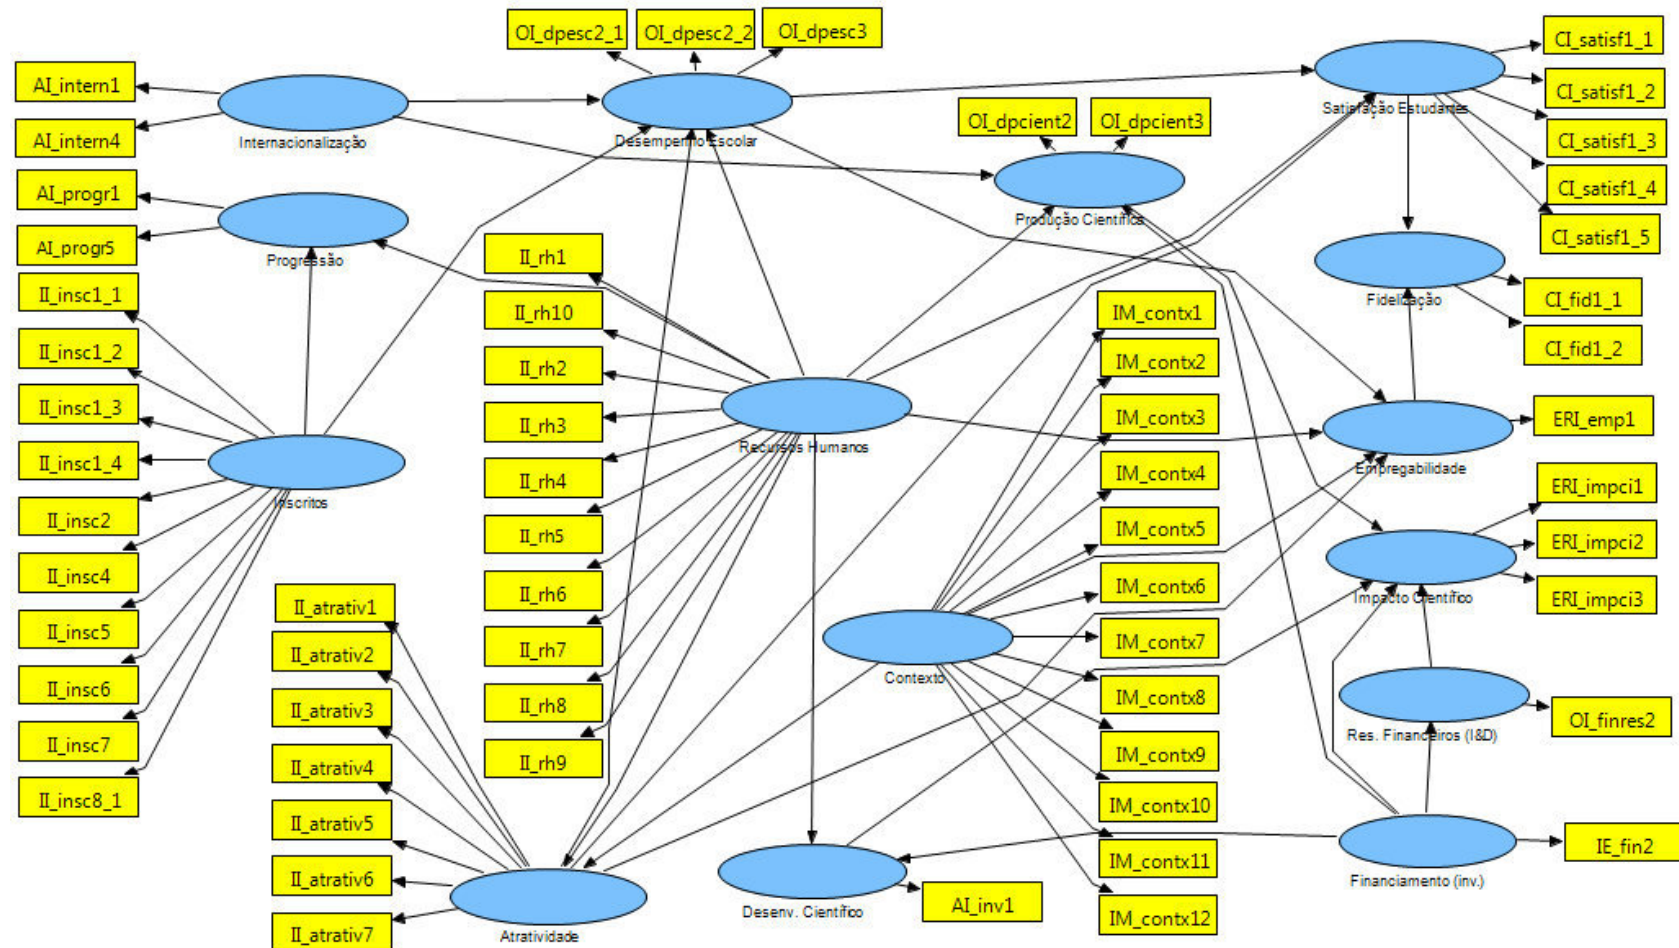 OI_dpesc2_1
OI_dpesc2_2
OI_dpesc3
CI_satisf1_1
AI_intern1
CI_satisf1_2
Satisfação Estudantes
AI_intern4
Internacionalização
Desempenho Escolar
OI_dpcient2
OI_dpcient3
CI_satisf1_3
AI_progr1
CI_satisf1_4
Produção Científica
AI_progr5
Progressão
CI_satisf1_5
II_rh1
II_insc1_1
Fidelização
CI_fid1_1
II_rh10
IM_contx1
II_insc1_2
CI_fid1_2
II_rh2
IM_contx2
II_insc1_3
II_rh3
IM_contx3
ERI_emp1
Recursos Humanos
II_insc1_4
II_rh4
IM_contx4
Empregabilidade
ERI_impci1
Inscritos
II_insc2
II_rh5
IM_contx5
ERI_impci2
II_insc4
II_rh6
IM_contx6
Impacto Científico
ERI_impci3
II_atrativ1
II_insc5
II_rh7
IM_contx7
II_atrativ2
Contexto
II_insc6
II_rh8
IM_contx8
II_atrativ3
OI_finres2
Res. Financeiros (I&D)
II_insc7
II_rh9
IM_contx9
II_atrativ4
II_insc8_1
IM_contx10
II_atrativ5
IE_fin2
IM_contx11
II_atrativ6
Financiamento (inv.)
AI_inv1
Desenv. Científico
IM_contx12
II_atrativ7
Atratividade